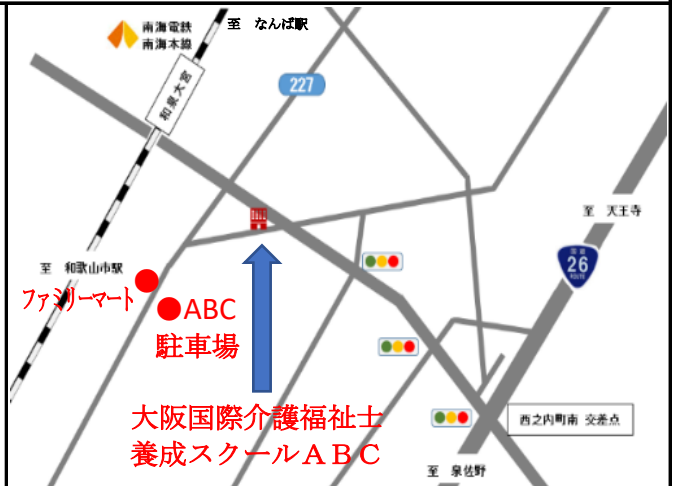 南海電鉄
南海本線
至 なんば駅
和泉大宮
227
至 天王寺
国道
26
ROUTE
至 和歌山市駅
ファミリーマート
ABC
駐車場
大阪国際介護福祉士
養成スクールＡＢＣ
西之内町南 交差点
至 泉佐野